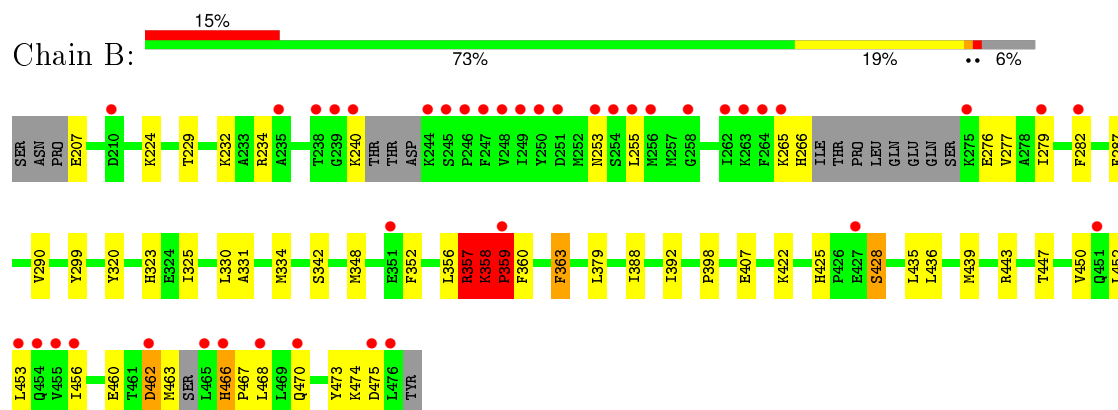 15%
Chain B:
73% 19% •• 6%
SER ASN PRO E207 D210 K224 T229 K232 A233 R234 A235 T238 G239 K240 THR THR ASP K244 S245 P246 F247 V248 I249 Y250 D251 M252 N253 S254 L255 M256 M257 G258 I262 K263 F264 K265 H266 ILE THR PRO LEU GLN GLU GLN SER K275 E276 V277 A278 I279 F282
V290 Y299 Y320 H323 E324 I325 L330 A331 M334 S342 M348 E351 F352 L356 R357 K358 P359 F360 F363 L379 I388 I392 P398 E407 K422 H425 P426 E427 S428 L435 L436 M439 R443 T447 V450 Q451
L453 Q454 V455 I456 E460 T461 D462 M463 SER L465 H466 P467 L468 L469 Q470 Y473 K474 D475 L476 TYR